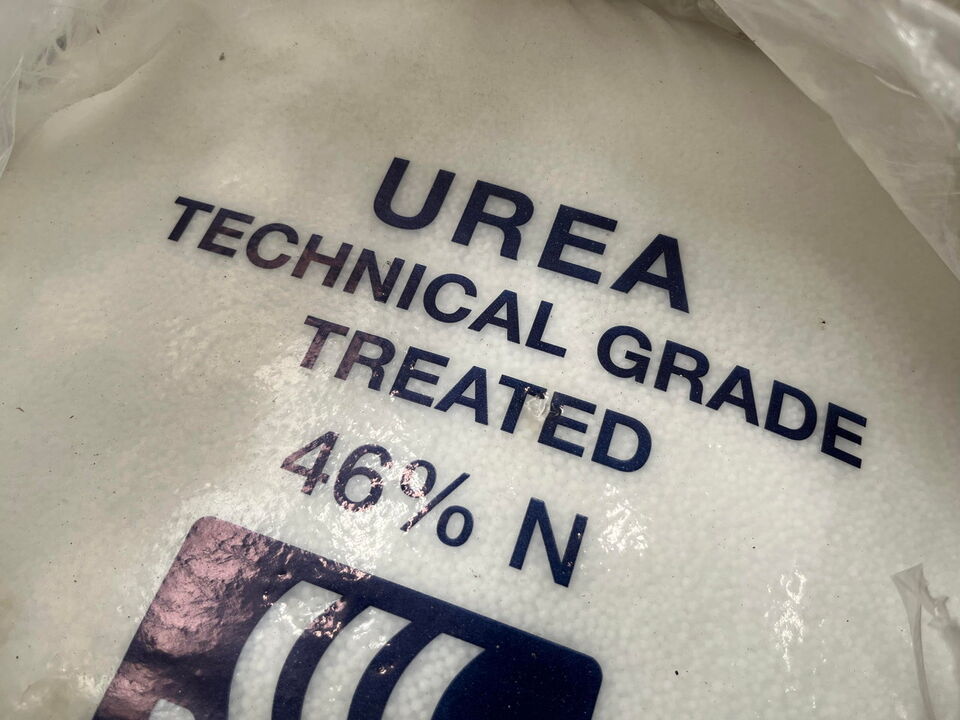 UREA
TECHNICAL GRADE
TREATED
46% N